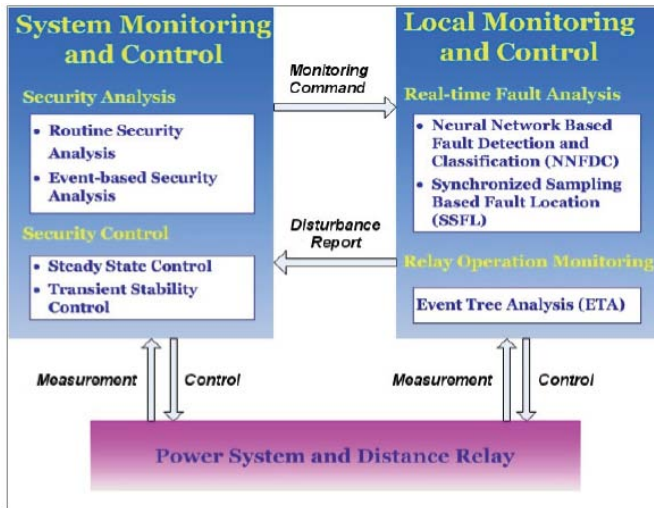 System Monitoring
and Control
Security Analysis
• Routine Security
Analysis
• Event-based Security
Analysis
Security Control
• Steady State Control
• Transient Stability
Control
Monitoring
Command
Disturbance
Report
Local Monitoring
and Control
Real-time Fault Analysis
• Neural Network Based
Fault Detection and
Classification (NNFDC)
• Synchronized Sampling
Based Fault Location
(SSFL)
Relay Operation Monitoring
Event Tree Analysis (ETA)
Measurement
Control
Measurement
Control
Power System and Distance Relay